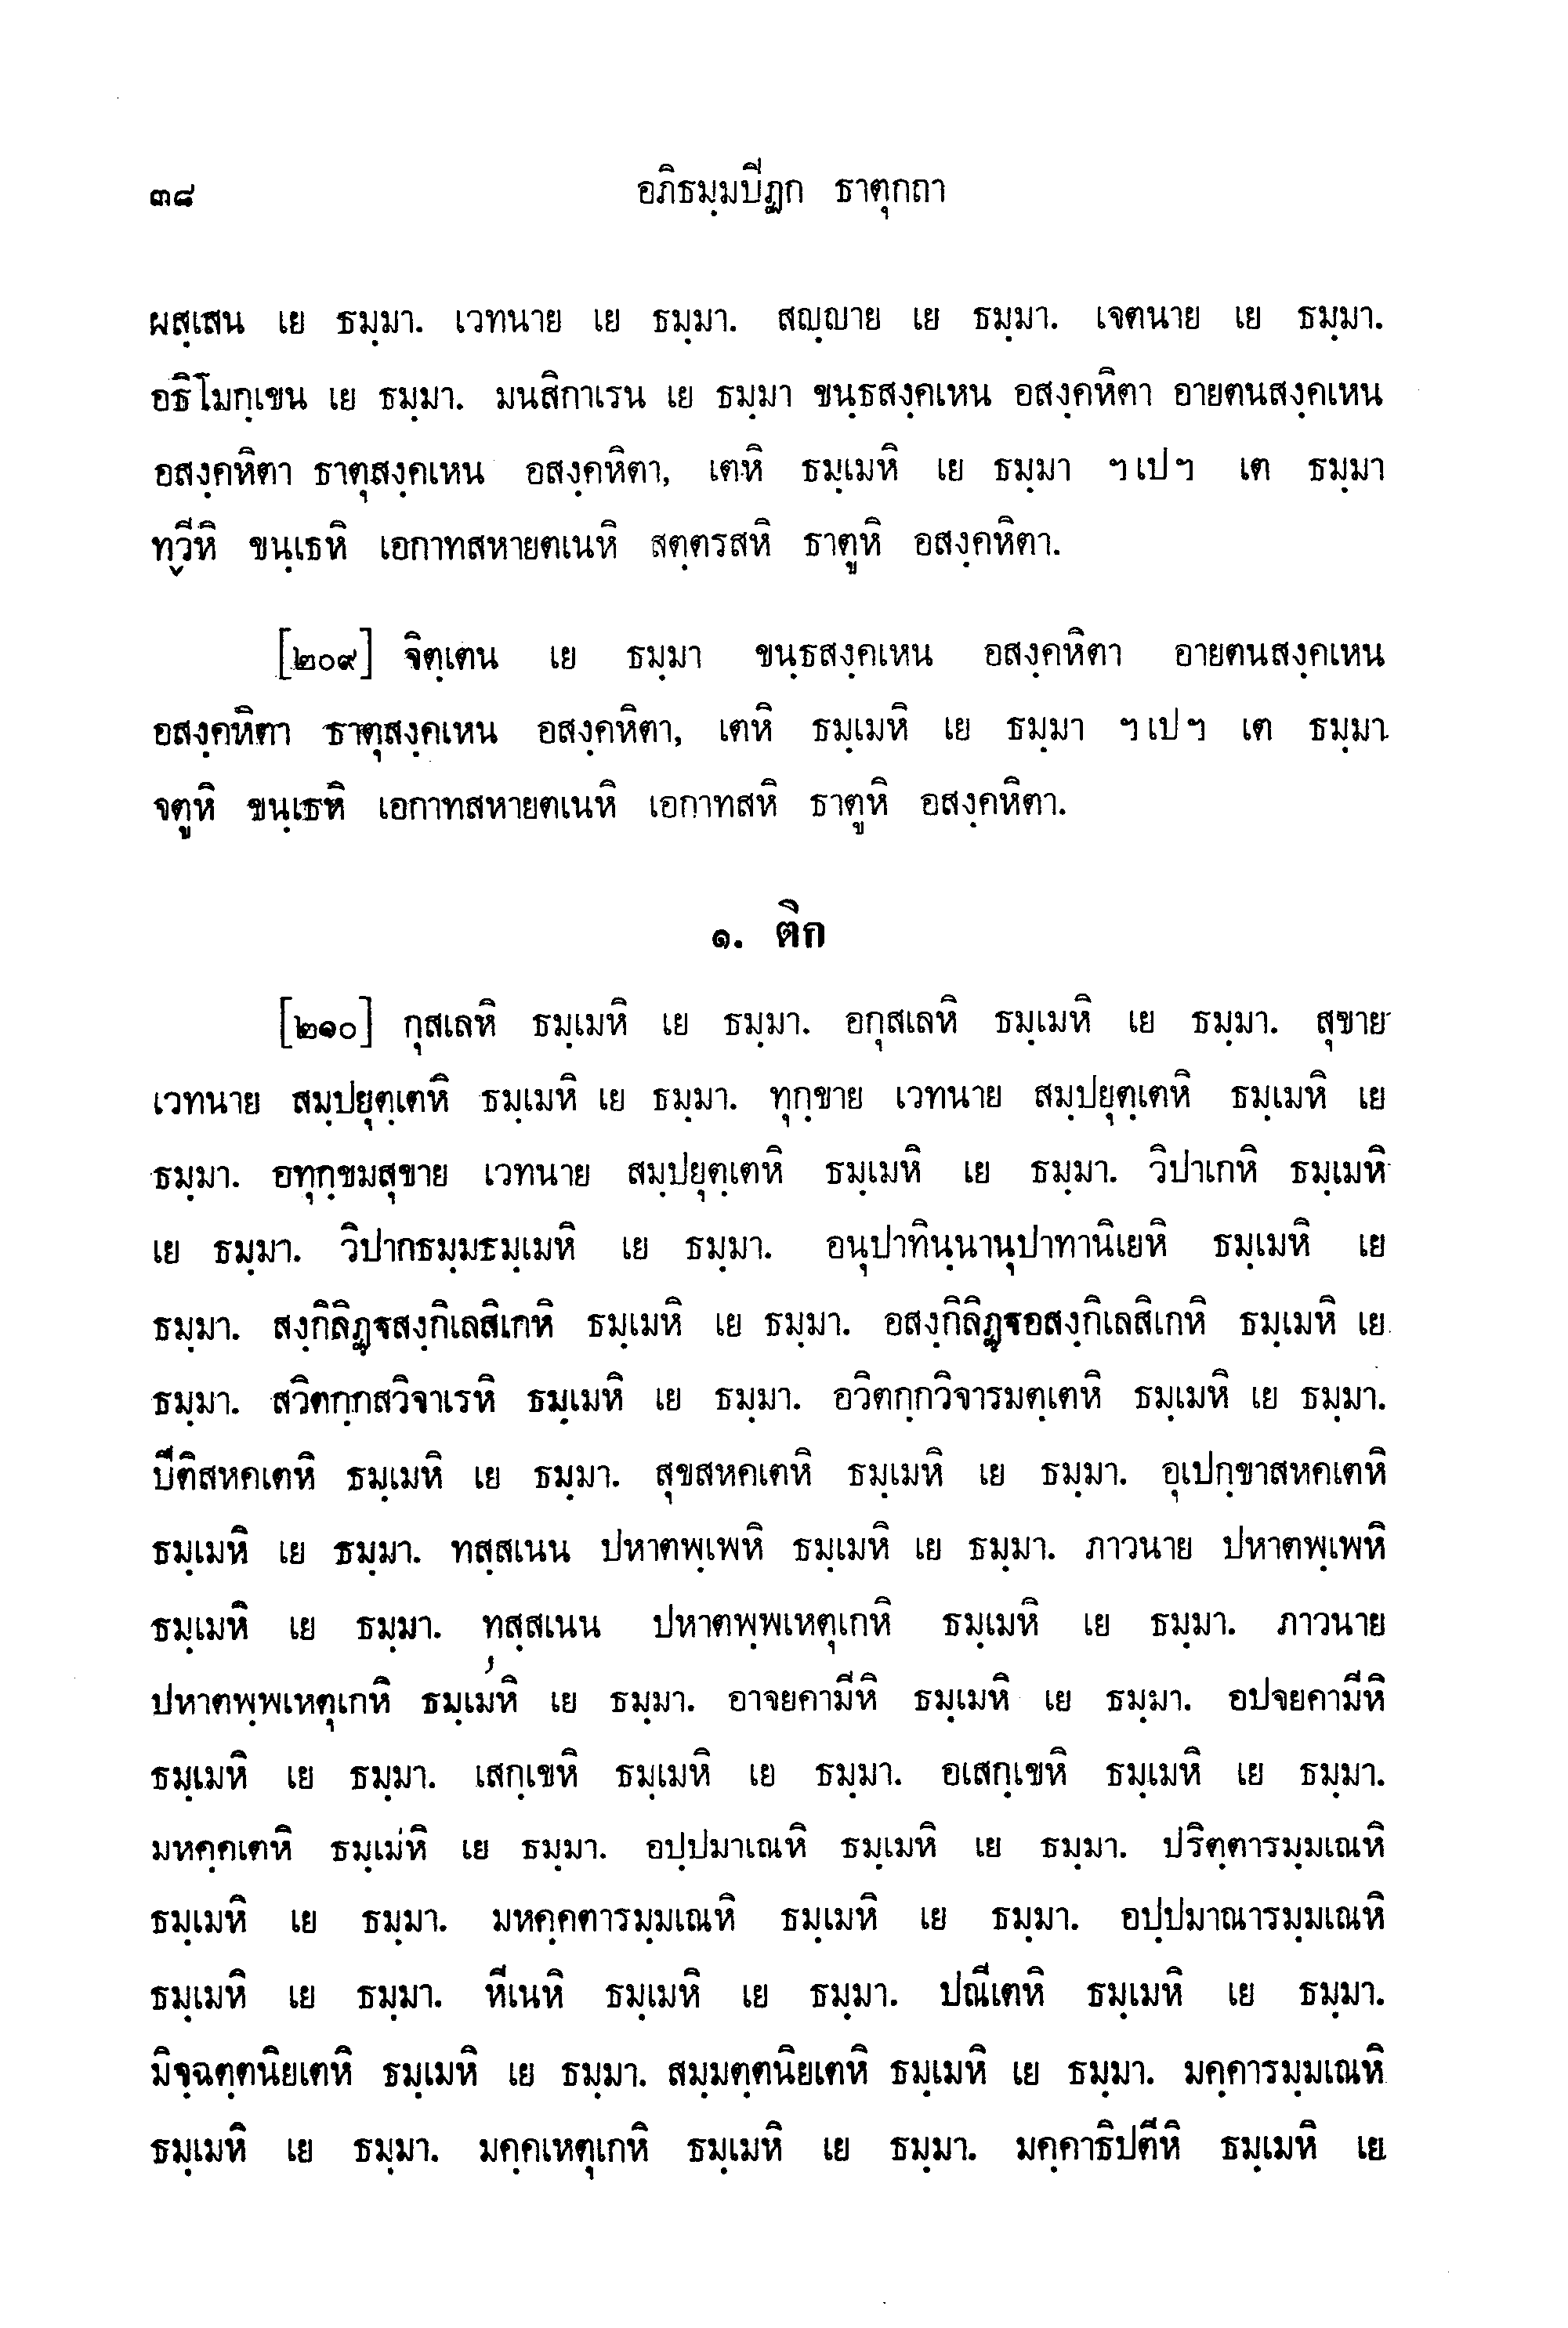 ๓๘ อภิธมฺมปีฏก ธาตุกถา
ผสฺเสน เย ธมฺมา. เวทนาย เย ธมฺมา. สญฺญาย เย ธมฺมา. เจตนาย เย ธมฺมา.
อธิโมกฺเขน เย ธมฺมา. มนสิกาเรน เย ธมฺมา ขนฺธสงฺคเหน อสงฺคหิตา อายตนสงฺคเหน
อสงฺคหิตา ธาตุสงฺคเหน อสงฺคหิตา, เตหิ ธมฺเมหิ เย ธมฺมา ฯเปฯ เต ธมฺมา
ทฺวีหิ ขนฺเธหิ เอกาทสหายตเนหิ สตฺตรสหิ ธาตูหิ อสงฺคหิตา.
[๒๐๙] จิตฺเตน เย ธมฺมา ขนฺธสงฺคเหน อสงฺคหิตา อายตนสงฺคเหน
อสงฺคหิตา ธาตุสงฺคเหน อสงฺคหิตา, เตหิ ธมฺเมหิ เย ธมฺมา ฯเปฯ เต ธมฺมา
จตูหิ ขนฺเธหิ เอกาทสหายตเนหิ เอกาทสหิ ธาตูหิ อสงฺคหิตา.
๑. ติก
[๒๑๐] กุสเลหิ ธมฺเมหิ เย ธมฺมา. อกุสเลหิ ธมฺเมหิ เย ธมฺมา. สุขาย
เวทนาย สมฺปยุตฺเตหิ ธมฺเมหิ เย ธมฺมา. ทุกฺขาย เวทนาย สมฺปยุตฺเตหิ ธมฺเมหิ เย
ธมฺมา. อทุกฺขมสุขาย เวทนาย สมฺปยุตฺเตหิ ธมฺเมหิ เย ธมฺมา. วิปาเกหิ ธมฺเมหิ
เย ธมฺมา. วิปากธมฺมธมฺเมหิ เย ธมฺมา. อนุปาทินฺนานุปาทานิเยหิ ธมฺเมหิ เย
ธมฺมา. สงฺกิลิฏฺฐสงฺกิเลสิเกหิ ธมฺเมหิ เย ธมฺมา. อสงฺกิลิฏฺฐอสงฺกิเลสิเกหิ ธมฺเมหิ เย
ธมฺมา. สวิตกฺกสวิจาเรหิ ธมฺเมหิ เย ธมฺมา. อวิตกฺกวิจารมตฺเตหิ ธมฺเมหิ เย ธมฺมา.
ปีติสหคเตหิ ธมฺเมหิ เย ธมฺมา. สุขสหคเตหิ ธมฺเมหิ เย ธมฺมา. อุเปกฺขาสหคเตหิ
ธมฺเมหิ เย ธมฺมา. ทสฺสเนน ปหาตพฺเพหิ ธมฺเมหิ เย ธมฺมา. ภาวนาย ปหาตพฺเพหิ
ธมฺเมหิ เย ธมฺมา. ทสฺสเนน ปหาตพฺพเหตุเกหิ ธมฺเมหิ เย ธมฺมา. ภาวนาย
ปหาตพฺพเหตุเกหิ ธมฺเมหิ เย ธมฺมา. อาจยคามีหิ ธมฺเมหิ เย ธมฺมา. อปจยคามีหิ
ธมฺเมหิ เย ธมฺมา. เสกฺเขหิ ธมฺเมหิ เย ธมฺมา. อเสกฺเขหิ ธมฺเมหิ เย ธมฺมา.
มหคฺคเตหิ ธมฺเมหิ เย ธมฺมา. อปฺปมาเณหิ ธมฺเมหิ เย ธมฺมา. ปริตฺตารมฺมเณหิ
ธมฺเมหิ เย ธมฺมา. มหคฺคตารมฺมเณหิ ธมฺเมหิ เย ธมฺมา. อปฺปมาณารมฺมเณหิ
ธมฺเมหิ เย ธมฺมา. หีเนหิ ธมฺเมหิ เย ธมฺมา. ปณีเตหิ ธมฺเมหิ เย ธมฺมา.
มิจฺฉตฺตนิยเตหิ ธมฺเมหิ เย ธมฺมา. สมฺมตฺตนิยเตหิ ธมฺเมหิ เย ธมฺมา. มคฺคารมฺมเณหิ
ธมฺเมหิ เย ธมฺมา. มคฺคเหตุเกหิ ธมฺเมหิ เย ธมฺมา. มคฺคาธิปตีหิ ธมฺเมหิ เย